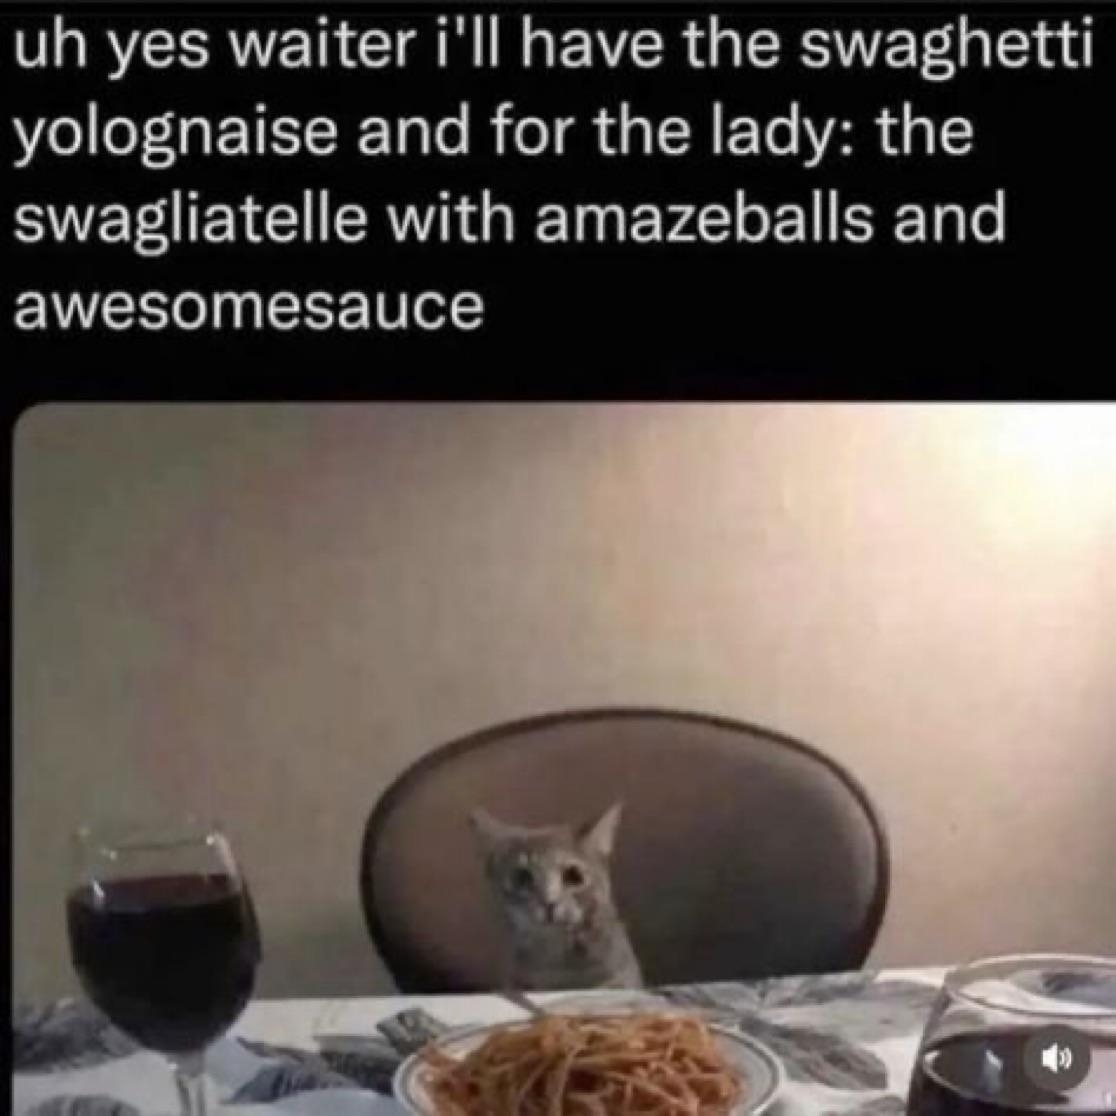 uh yes waiter i'll have the swaghetti
yolognaise and for the lady: the
swagliatelle with amazeballs and
awesomesauce